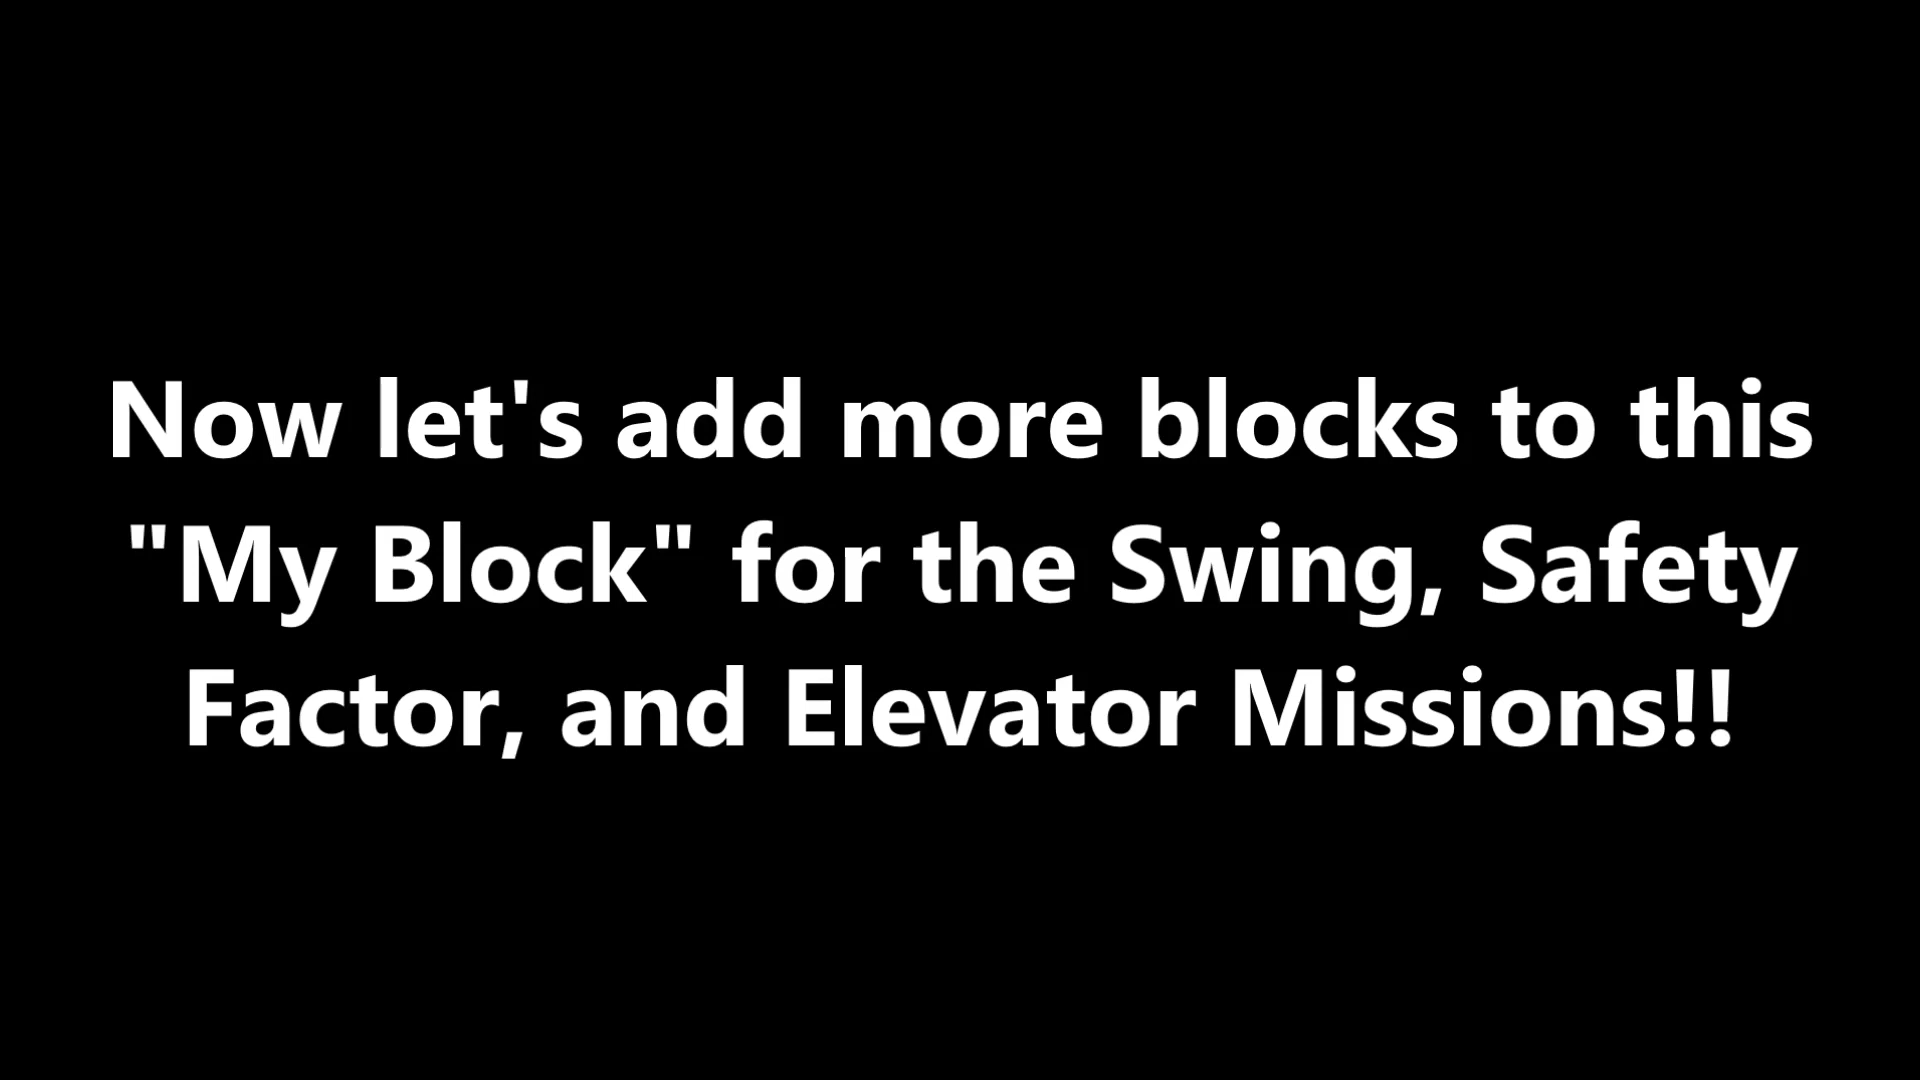 Now let's add more blocks to this
"My Block" for the Swing, Safety
Factor, and Elevator Missions!!